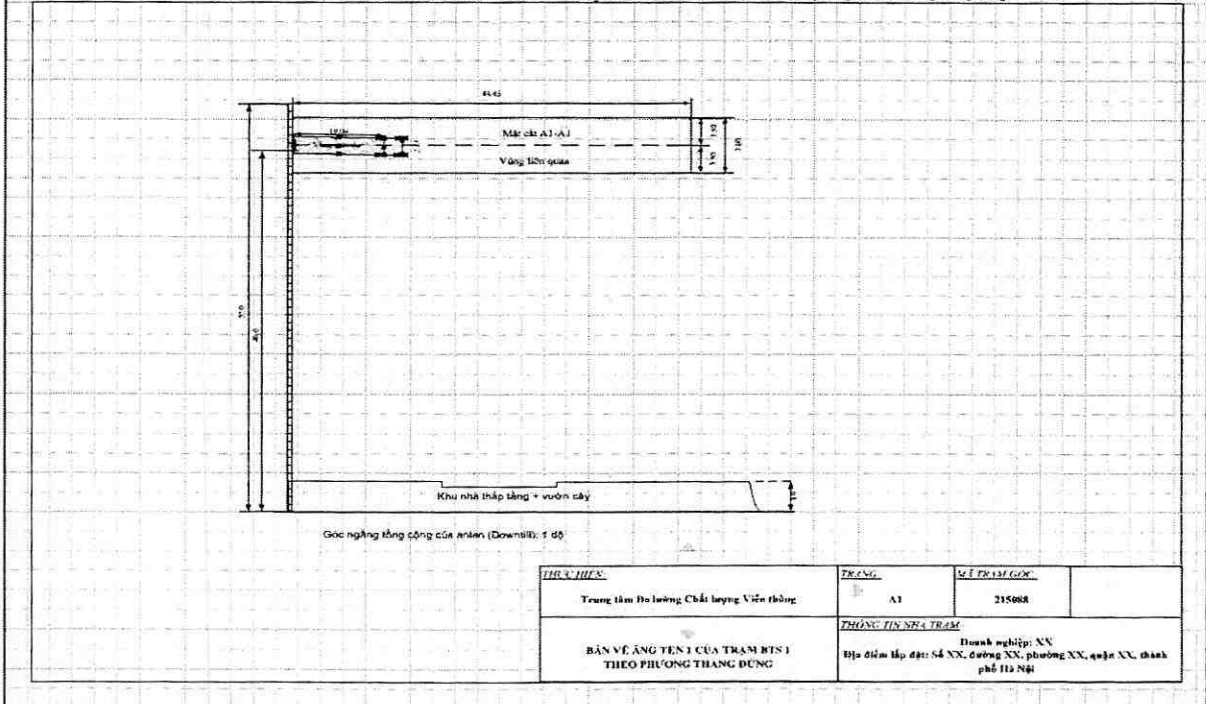 Mặt cắt A1-A1
Vùng liên quan
Khu nhà thấp tầng + vườn cây
Góc ngẩng tổng cộng của anten (Downtill): 1 độ
THỰC HIỆN:
Trung tâm Đo lường Chất lượng Viễn thông
TRANG:
A1
MÃ TRẠM GỐC:
215088
BẢN VẼ ĂNG TEN 1 CỦA TRẠM BTS 1
THEO PHƯƠNG THẲNG ĐỨNG
THÔNG TIN NHÀ TRẠM
Doanh nghiệp: XX
Địa điểm lắp đặt: Số XX, đường XX, phường XX, quận XX, thành
phố Hà Nội